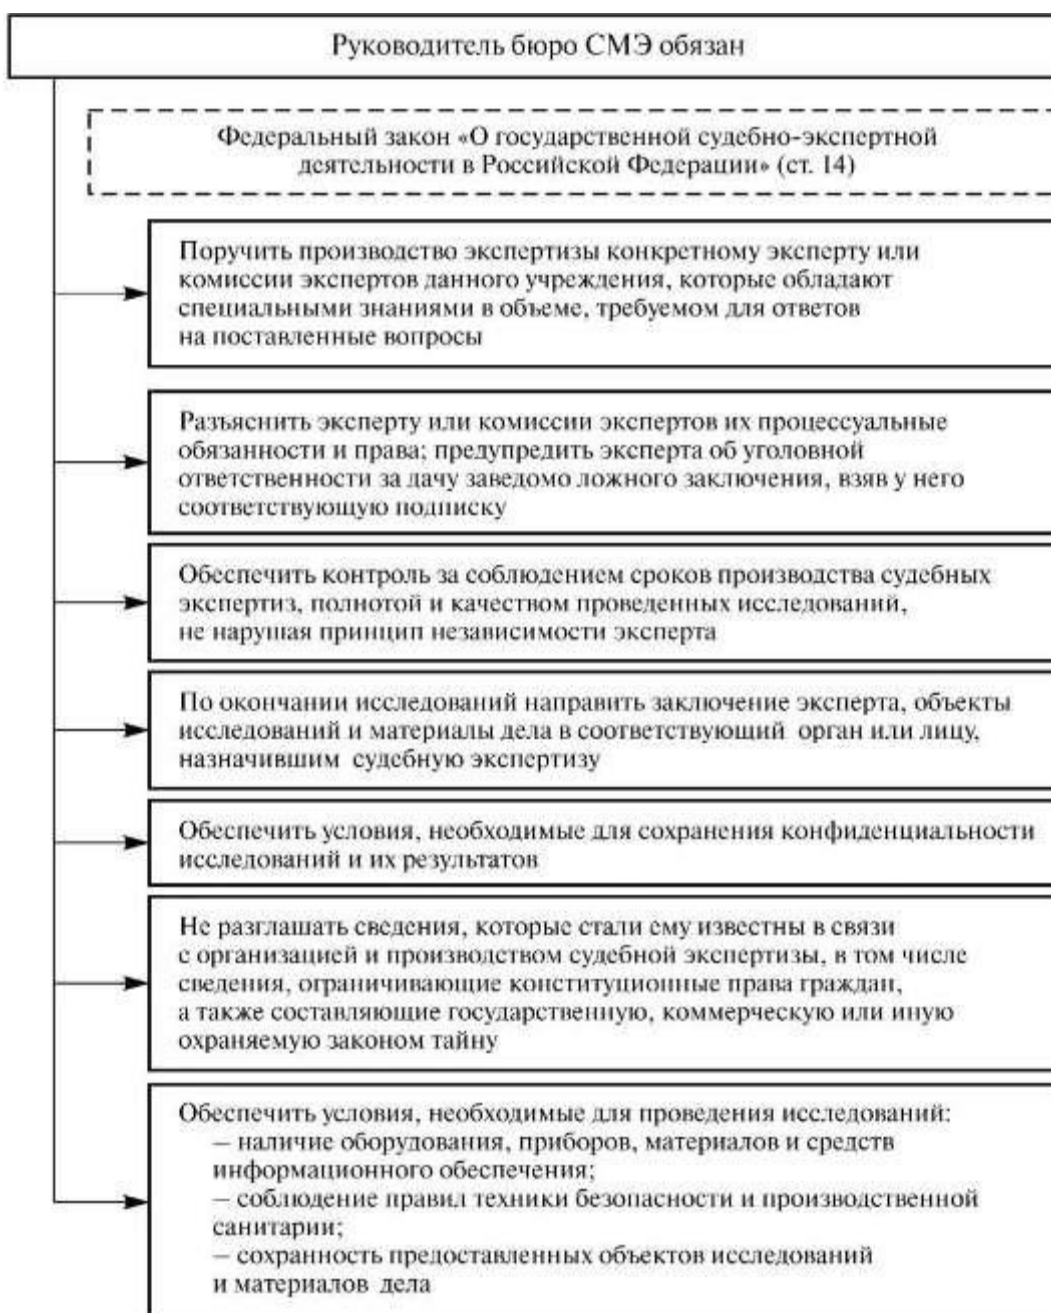 Руководитель бюро СМЭ обязан
Федеральный закон «О государственной судебно-экспертной
деятельности в Российской Федерации» (ст. 14)
Поручить производство экспертизы конкретному эксперту или
комиссии экспертов данного учреждения, которые обладают
специальными знаниями в объеме, требуемом для ответов
на поставленные вопросы
Разъяснить эксперту или комиссии экспертов их процессуальные
обязанности и права; предупредить эксперта об уголовной
ответственности за дачу заведомо ложного заключения, взяв у него
соответствующую подписку
Обеспечить контроль за соблюдением сроков производства судебных
экспертиз, полнотой и качеством проведенных исследований,
не нарушая принцип независимости эксперта
По окончании исследований направить заключение эксперта, объекты
исследований и материалы дела в соответствующий орган или лицу,
назначившим судебную экспертизу
Обеспечить условия, необходимые для сохранения конфиденциальности
исследований и их результатов
Не разглашать сведения, которые стали ему известны в связи
с организацией и производством судебной экспертизы, в том числе
сведения, ограничивающие конституционные права граждан,
а также составляющие государственную, коммерческую или иную
охраняемую законом тайну
Обеспечить условия, необходимые для проведения исследований:
– наличие оборудования, приборов, материалов и средств
информационного обеспечения;
– соблюдение правил техники безопасности и производственной
санитарии;
– сохранность предоставленных объектов исследований
и материалов дела